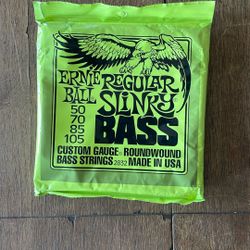 ERNIE BALL
REGULAR
SLINKY
BASS
50
70
85
105
CUSTOM GAUGE - ROUNDWOUND
BASS STRINGS 2832 MADE IN USA